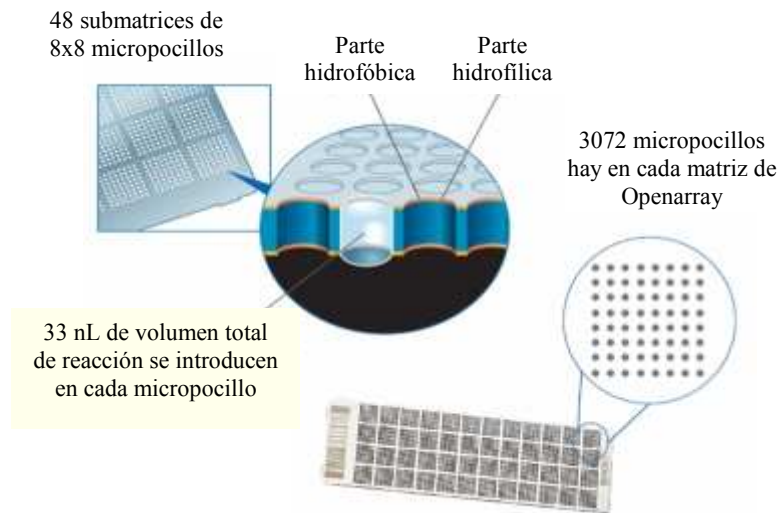 48 submatrices de
8x8 micropocillos
Parte
hidrofóbica
Parte
hidrofílica
3072 micropocillos
hay en cada matriz de
Openarray
33 nL de volumen total
de reacción se introducen
en cada micropocillo